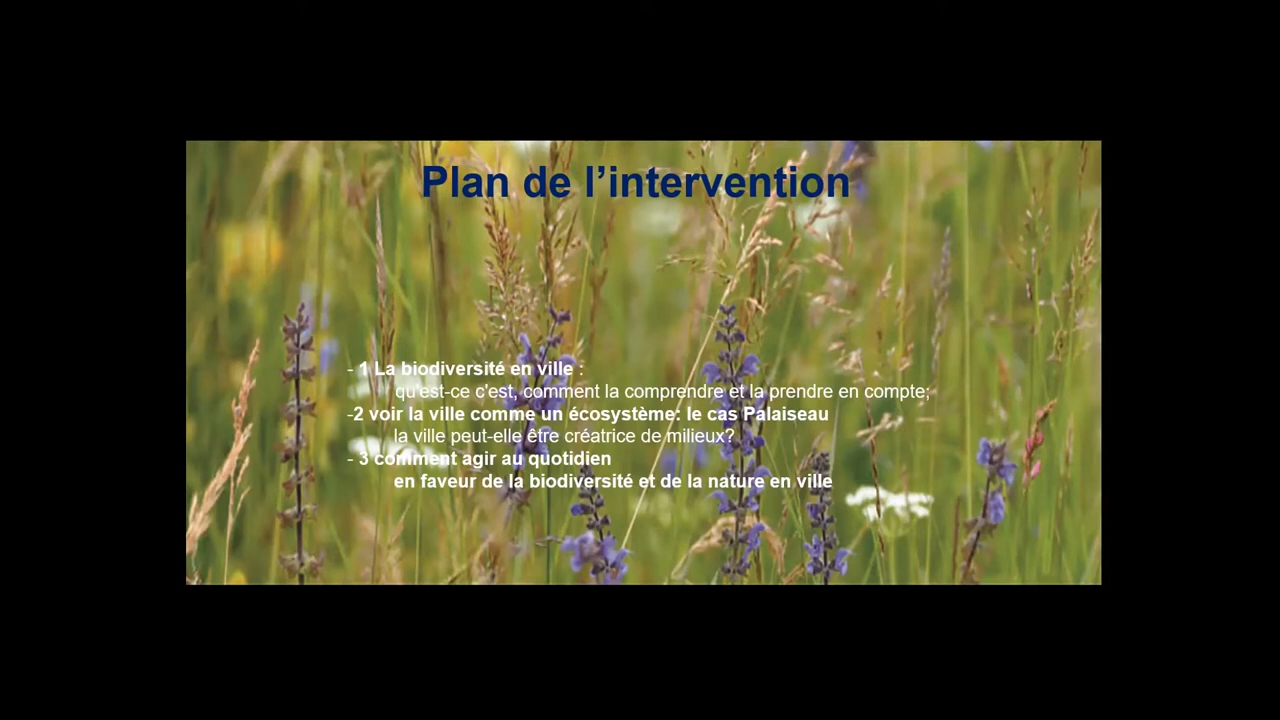 Plan de l’intervention
- 1 La biodiversité en ville :
qu'est-ce c'est, comment la comprendre et la prendre en compte;
-2 voir la ville comme un écosystème: le cas Palaiseau
la ville peut-elle être créatrice de milieux?
- 3 comment agir au quotidien
en faveur de la biodiversité et de la nature en ville